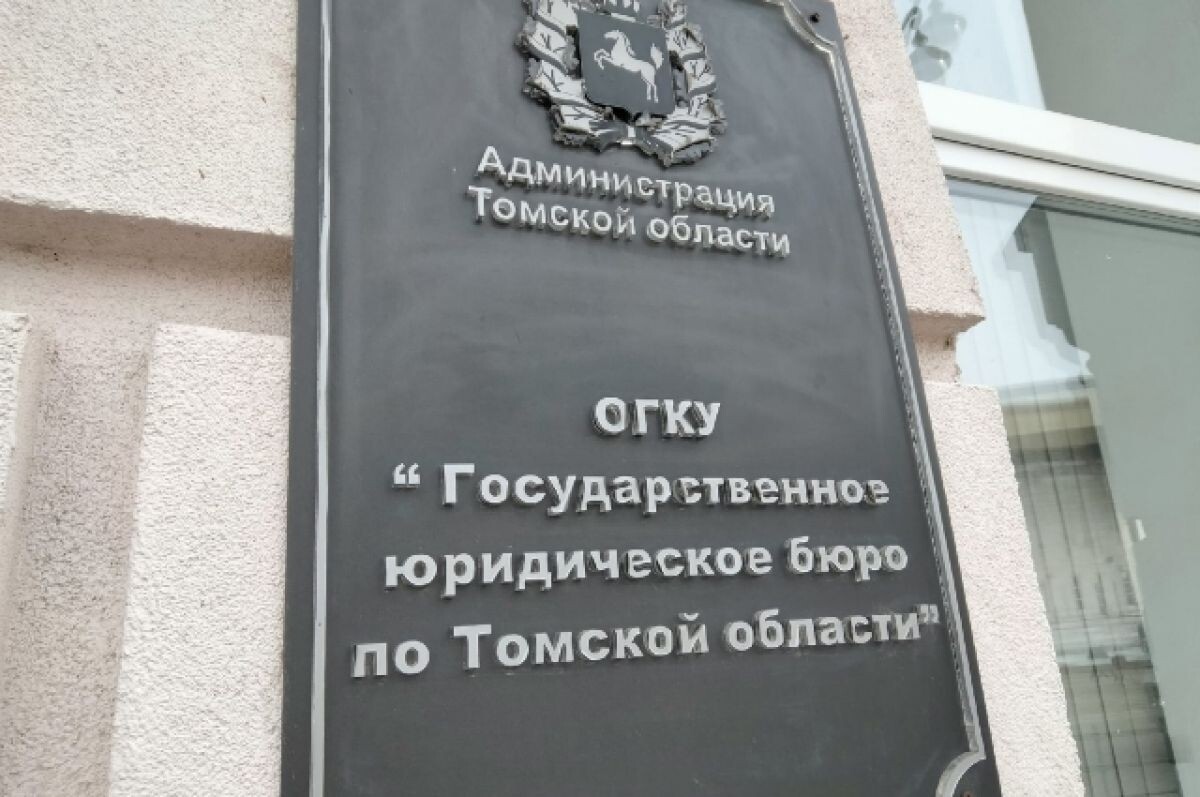 Администрация
Томской области
ОГКУ
“ Государственное
юридическое бюро
по Томской области”